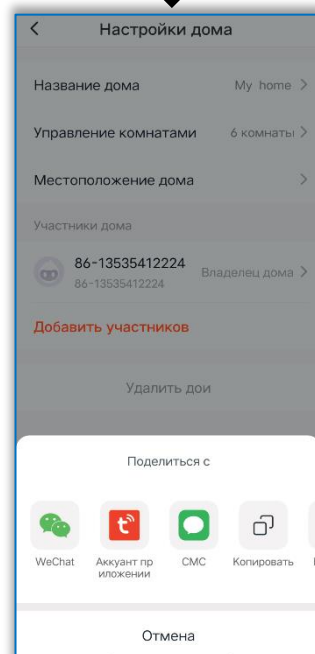 Настройки дома
Название дома My home
Управление комнатами 6 комнаты
Местоположение дома
Участники дома
86-13535412224 Владелец дома
86-13535412224
Добавить участников
Удалить дои
Поделиться с
WeChat Аккуант пр СМС Копировать
иложении
Отмена